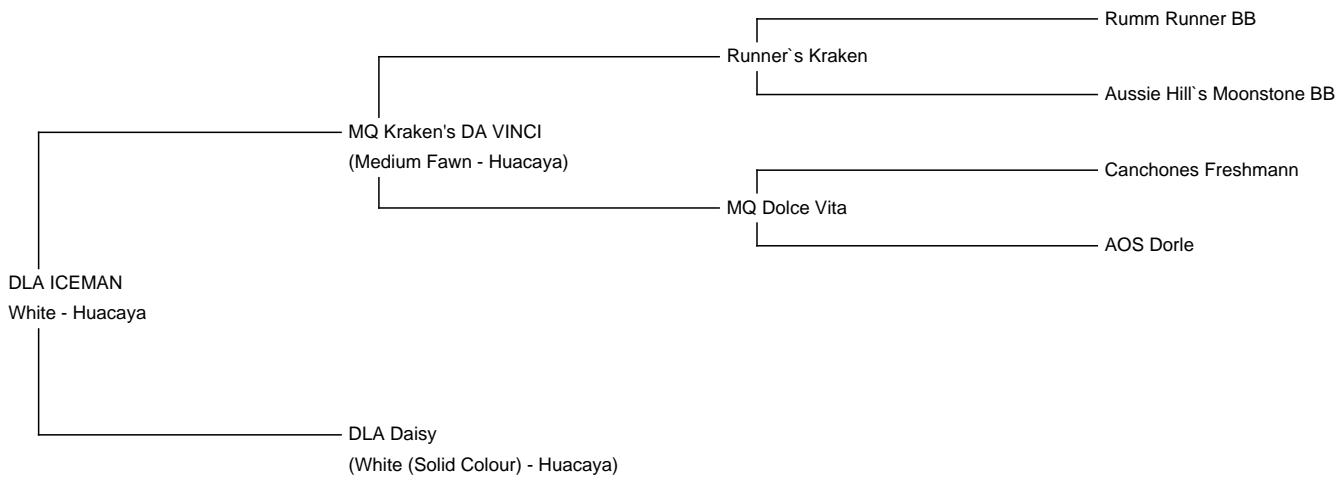 Rumm Runner BB
Runner`s Kraken
Aussie Hill`s Moonstone BB
MQ Kraken's DA VINCI
(Medium Fawn - Huacaya)
Canchones Freshmann
MQ Dolce Vita
AOS Dorle
DLA ICEMAN
White - Huacaya
DLA Daisy
(White (Solid Colour) - Huacaya)